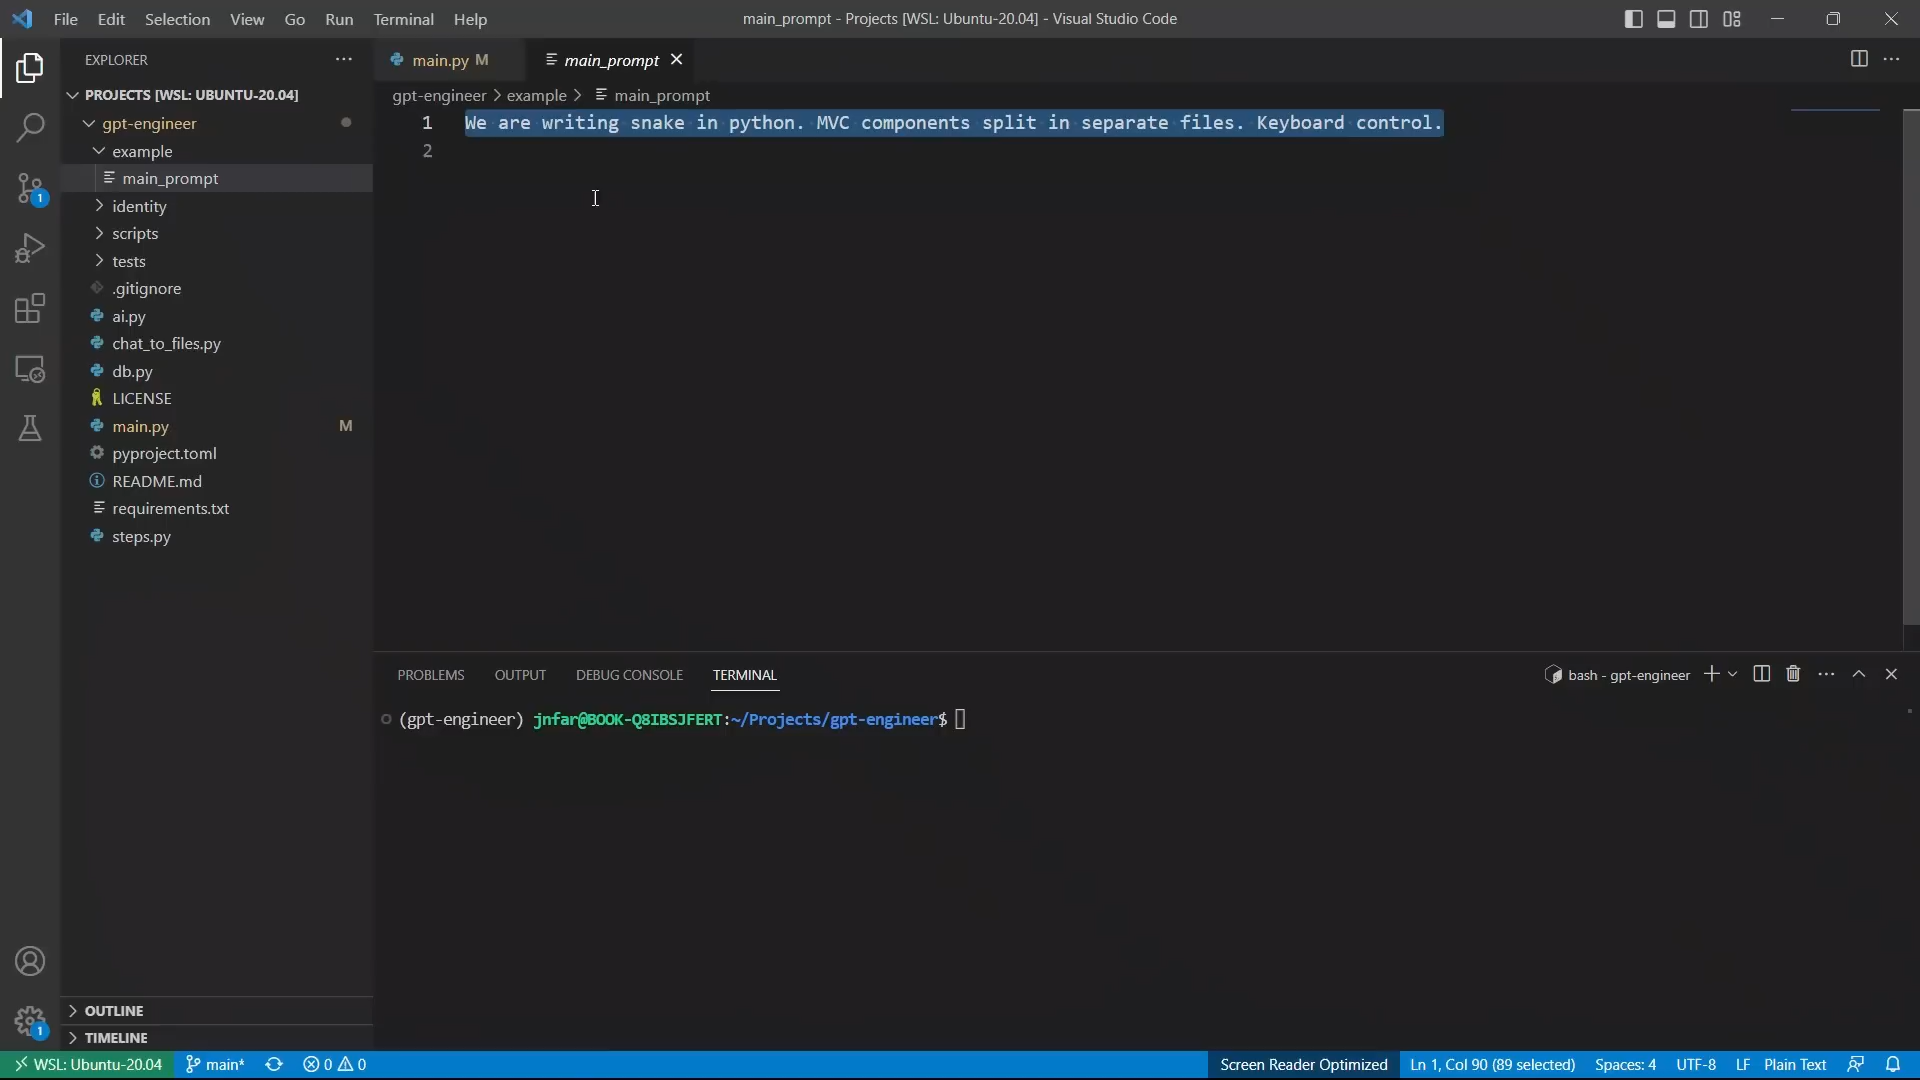 File Edit Selection View Go Run Terminal Help
main_prompt - Projects [WSL: Ubuntu-20.04] - Visual Studio Code
EXPLORER
main.py M
main_prompt
PROJECTS [WSL: UBUNTU-20.04]
gpt-engineer > example > main_prompt
gpt-engineer
1 We are writing snake in python. MVC components split in separate files. Keyboard control.
2
example
main_prompt
identity
scripts
tests
.gitignore
ai.py
chat_to_files.py
db.py
LICENSE
main.py M
pyproject.toml
README.md
requirements.txt
steps.py
1
PROBLEMS OUTPUT DEBUG CONSOLE TERMINAL
bash - gpt-engineer
(gpt-engineer) jnfar@BOOK-Q8IBSJFERT:~/Projects/gpt-engineer$
OUTLINE
TIMELINE
1
WSL: Ubuntu-20.04 main* 0 0
Screen Reader Optimized Ln 1, Col 90 (89 selected) Spaces: 4 UTF-8 LF Plain Text